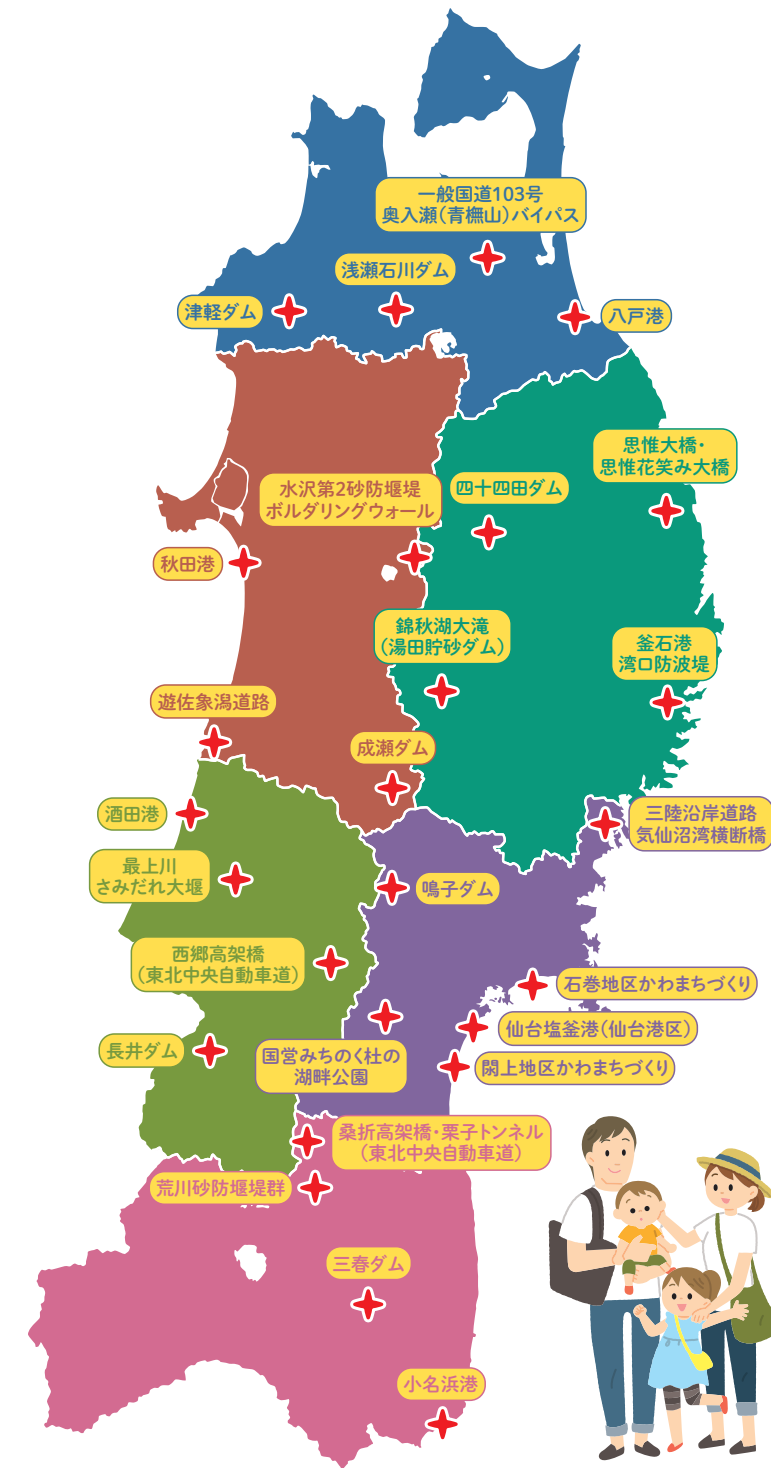 一般国道103号
奥入瀬(青橅山)バイパス
浅瀬石川ダム
津軽ダム
八戸港
思惟大橋・
思惟花笑み大橋
水沢第2砂防堰堤
ボルダリングウォール
四十四田ダム
秋田港
錦秋湖大滝
(湯田貯砂ダム)
釜石港
湾口防波堤
遊佐象潟道路
成瀬ダム
酒田港
三陸沿岸道路
気仙沼湾横断橋
最上川
さみだれ大堰
鳴子ダム
西郷高架橋
(東北中央自動車道)
石巻地区かわまちづくり
仙台塩釜港(仙台港区)
長井ダム
国営みちのく杜の
湖畔公園
閖上地区かわまちづくり
桑折高架橋・栗子トンネル
(東北中央自動車道)
荒川砂防堰堤群
三春ダム
小名浜港